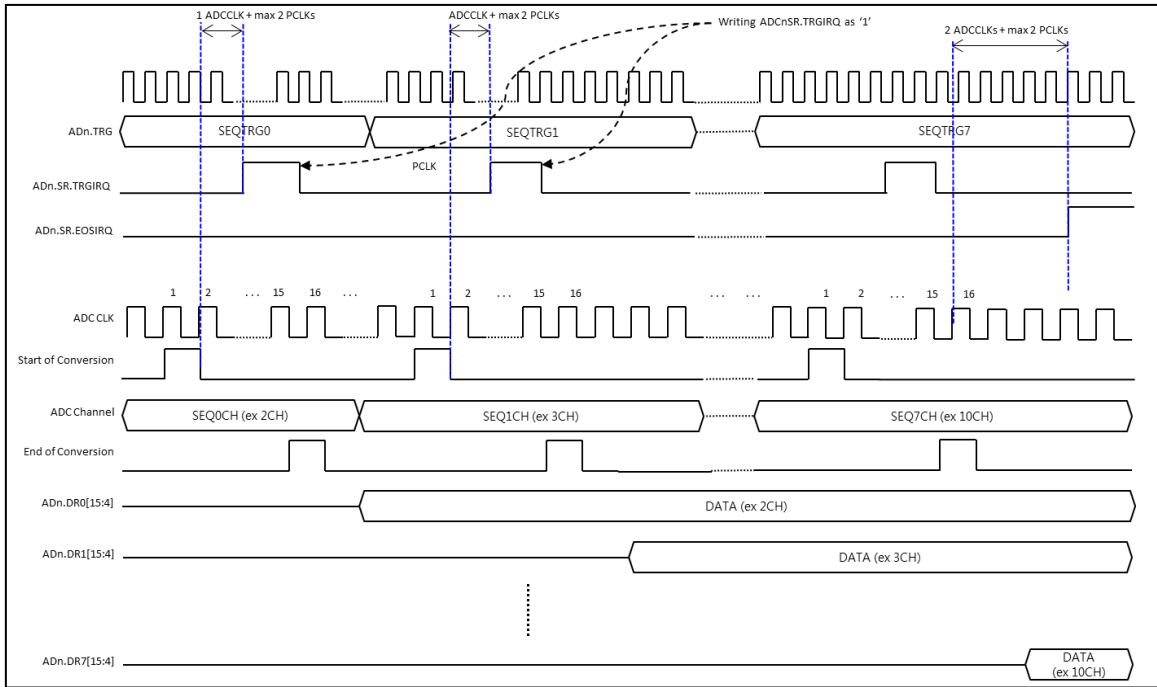 1 ADCCLK + max 2 PCLKs
ADCCLK + max 2 PCLKs
Writing ADCnSR.TRGIRQ as ‘1’
2 ADCCLKs + max 2 PCLKs
ADn.TRG
SEQTRG0
SEQTRG1
SEQTRG7
PCLK
ADn.SR.TRGIRQ
ADn.SR.EOSIRQ
1 2 ... 15 16 ... 1 2 ... 15 16 ... ... 1 2 ... 15 16
ADC CLK
Start of Conversion
ADC Channel
SEQ0CH (ex 2CH)
SEQ1CH (ex 3CH)
SEQ7CH (ex 10CH)
End of Conversion
ADn.DR0[15:4]
DATA (ex 2CH)
ADn.DR1[15:4]
DATA (ex 3CH)
ADn.DR7[15:4]
DATA
(ex 10CH)